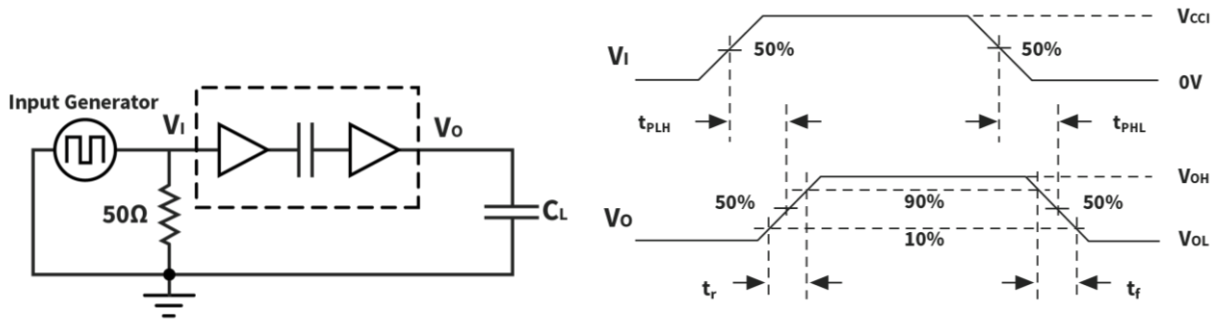 Input Generator
VI
VO
50Ω
CL
VI
50%
50%
VCCI
0V
tPLH
tPHL
VO
50%
90%
50%
VOH
10%
VOL
tr
tf